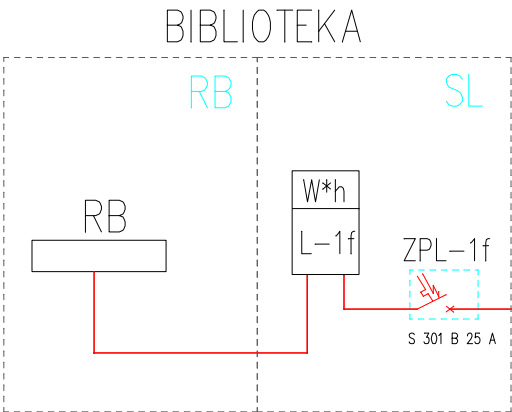 BIBLIOTEKA
RB
SL
W*h
RB
L-1f
ZPL-1f
S 301 B 25 A